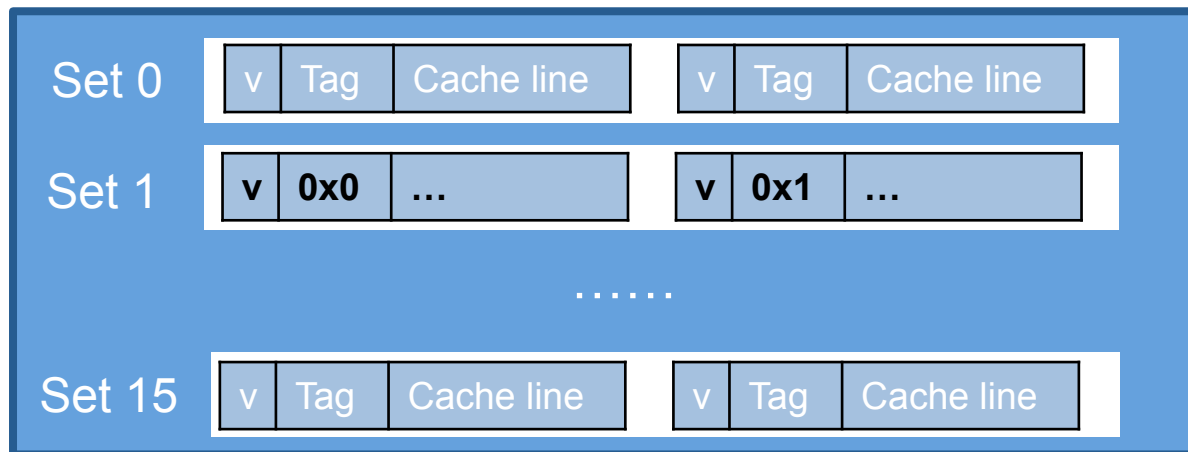 Set 0 v Tag Cache line v Tag Cache line
Set 1 v 0x0 ... v 0x1 ...
......
Set 15 v Tag Cache line v Tag Cache line